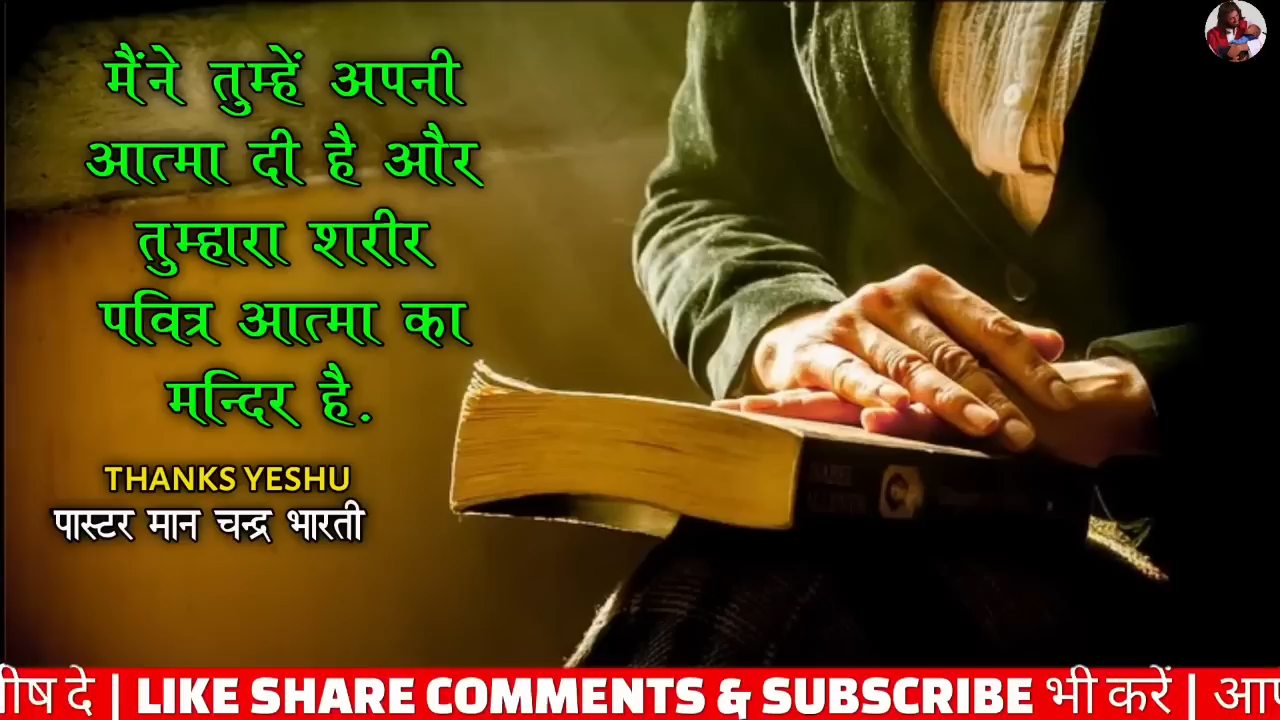 मैंने तुम्हें अपनी
आत्मा दी है और
तुम्हारा शरीर
पवित्र आत्मा का
मन्दिर है.
THANKS YESHU
पास्टर मान चन्द्र भारती
दे | LIKE SHARE COMMENTS & SUBSCRIBE भी करें |